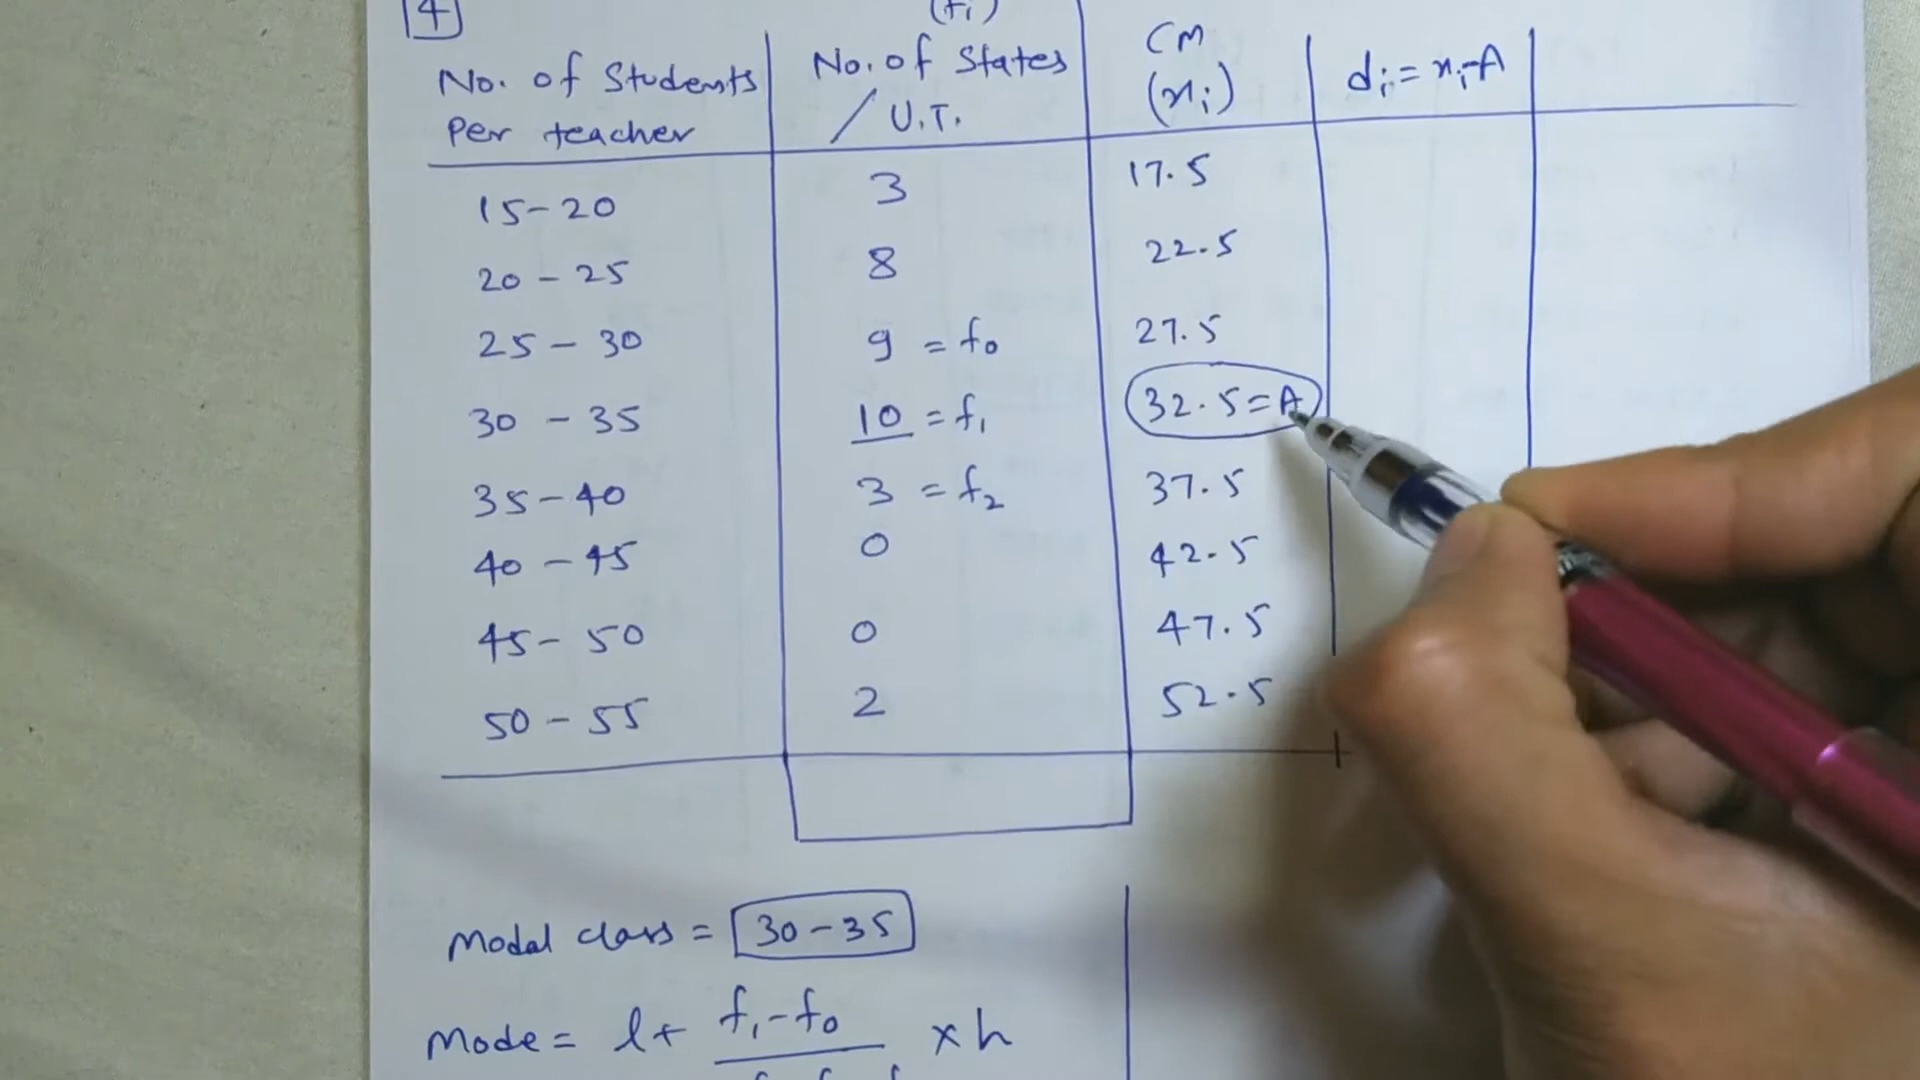 4
(fi)
No. of Students Per teacher
No. of States / U.T.
CM (xi)
di = xi-A
15-20 3 17.5
20 - 25 8 22.5
25 - 30 9 = f0 27.5
30 - 35 10 = f1 32.5=A
35-40 3 = f2 37.5
40 - 45 0 42.5
45- 50 0 47.5
50 - 55 2 52.5
Modal class = 30-35
Mode = l+ f1-f0 xh